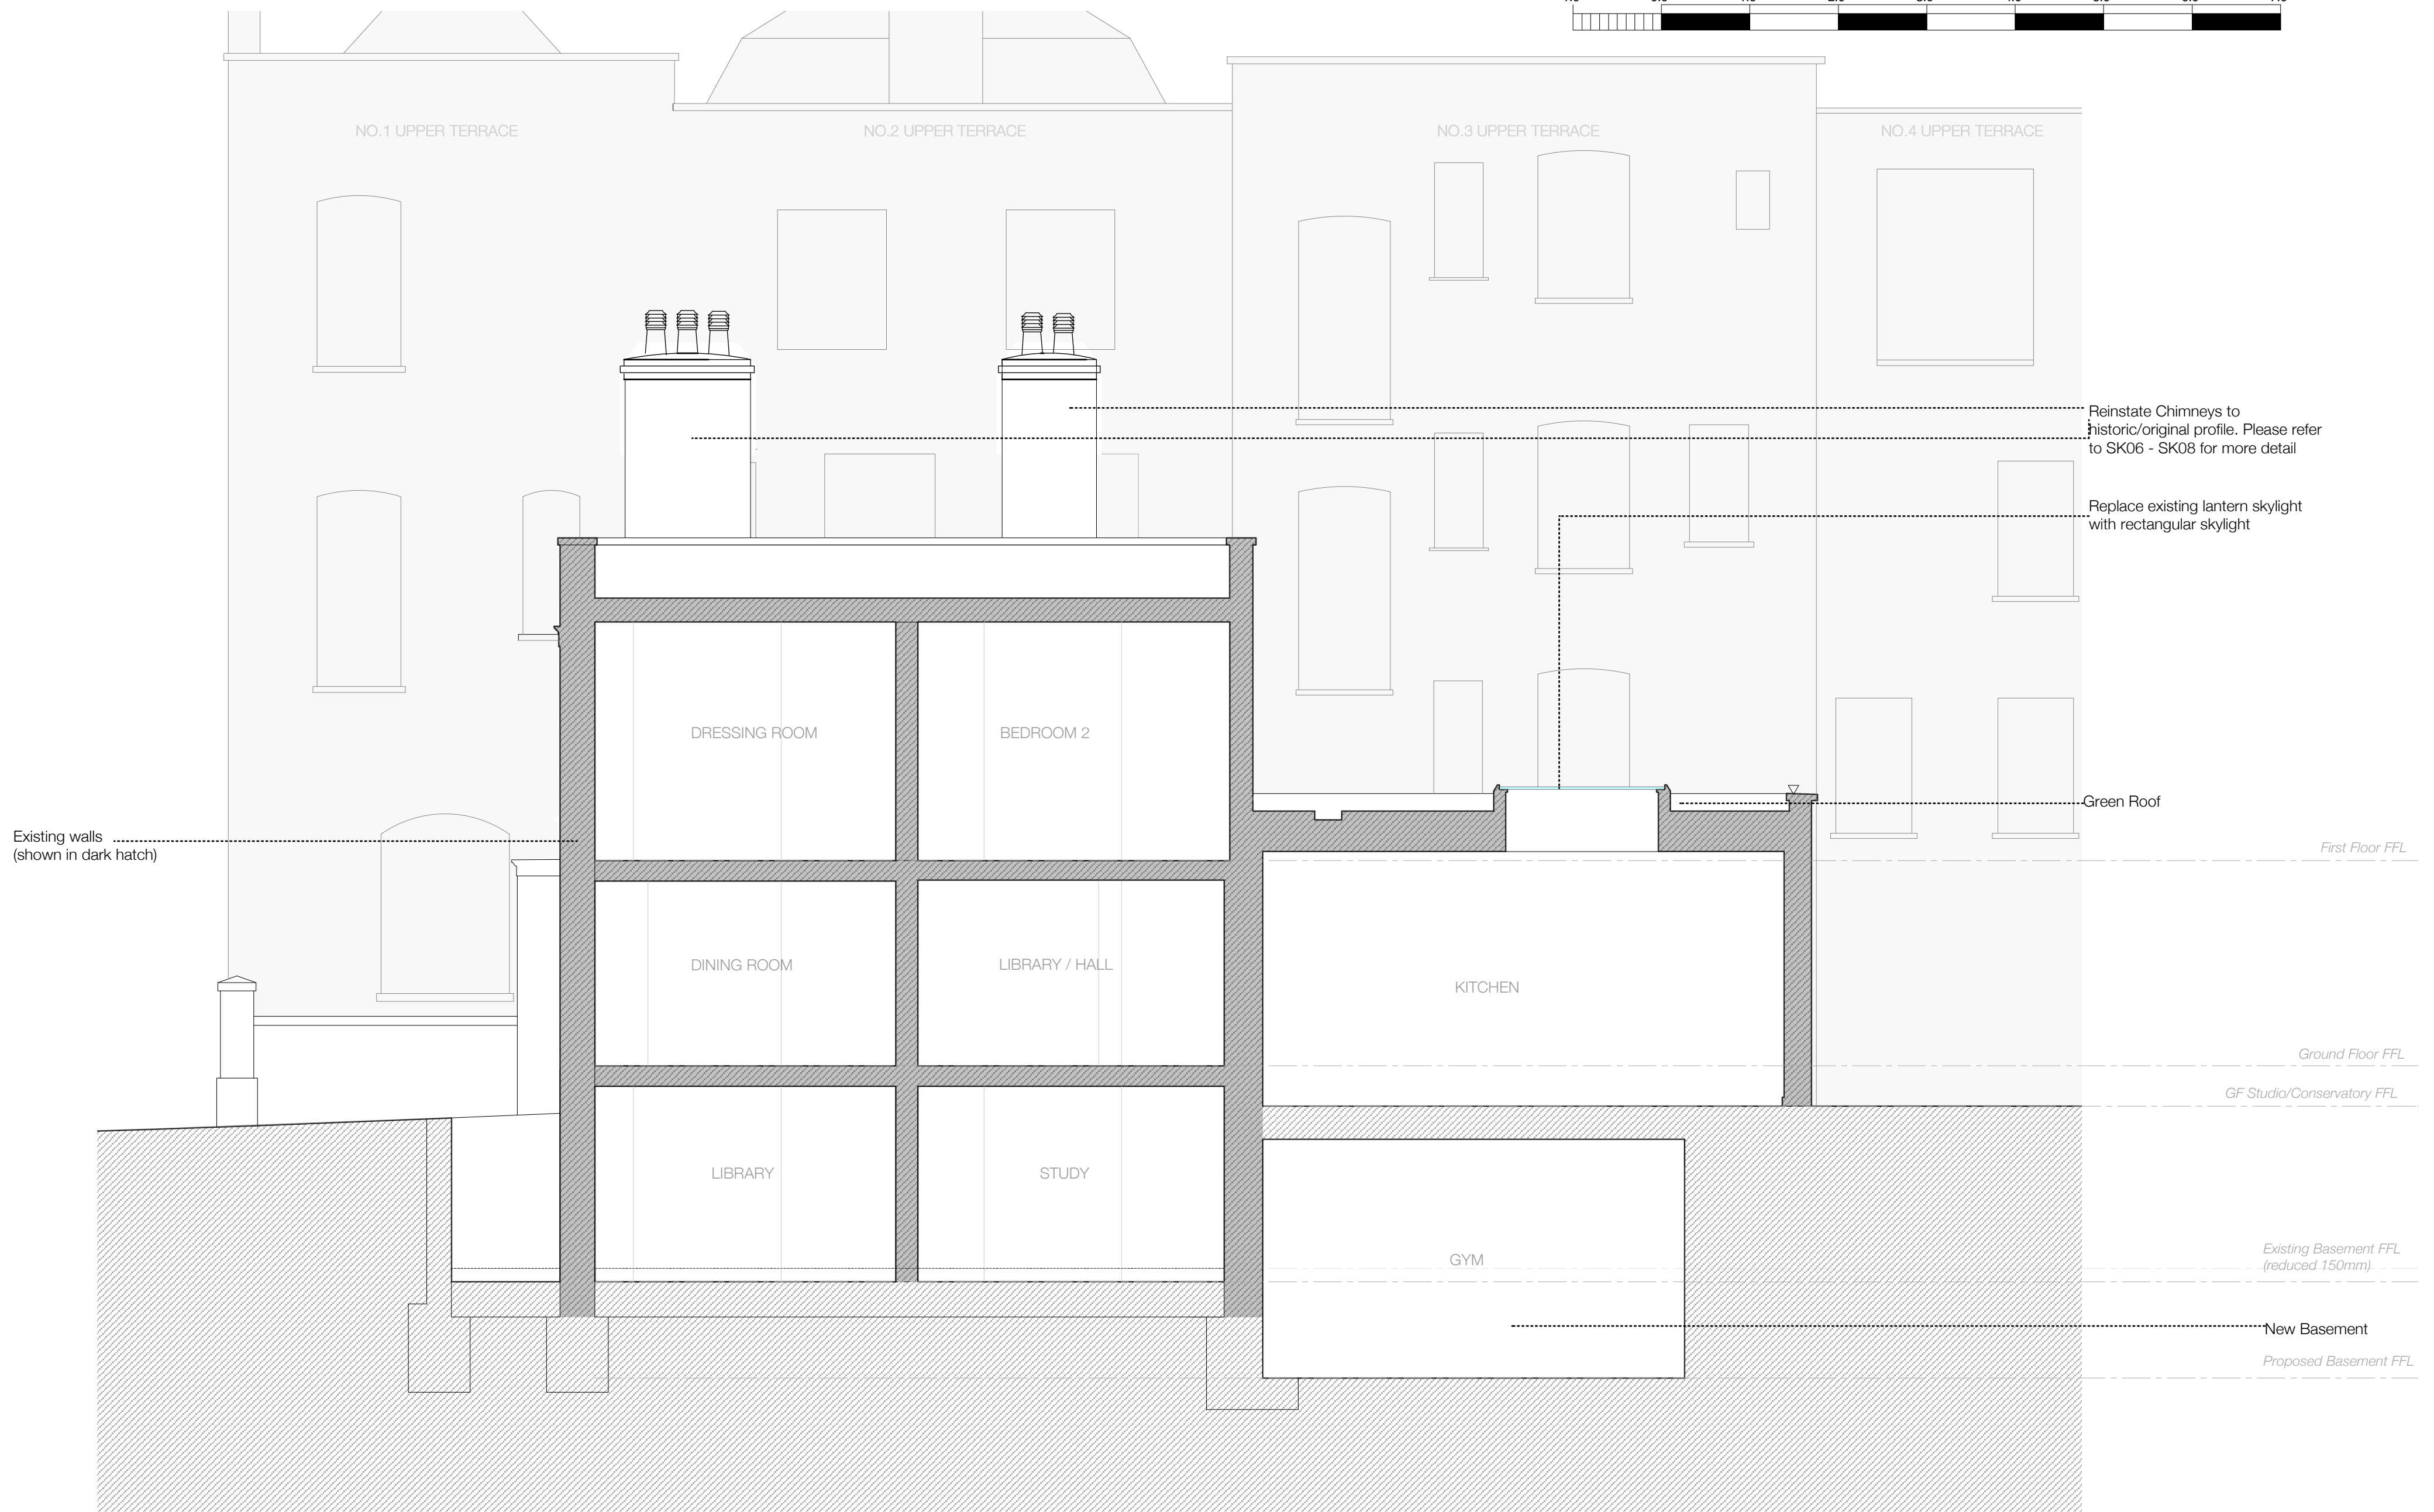 NO.1 UPPER TERRACE
NO.2 UPPER TERRACE
NO.3 UPPER TERRACE
NO.4 UPPER TERRACE
Reinstate Chimneys to
historic/original profile. Please refer
to SK06 - SK08 for more detail
Replace existing lantern skylight
with rectangular skylight
DRESSING ROOM
BEDROOM 2
Green Roof
Existing walls
(shown in dark hatch)
First Floor FFL
DINING ROOM
LIBRARY / HALL
KITCHEN
Ground Floor FFL
GF Studio/Conservatory FFL
LIBRARY
STUDY
GYM
Existing Basement FFL
(reduced 150mm)
New Basement
Proposed Basement FFL